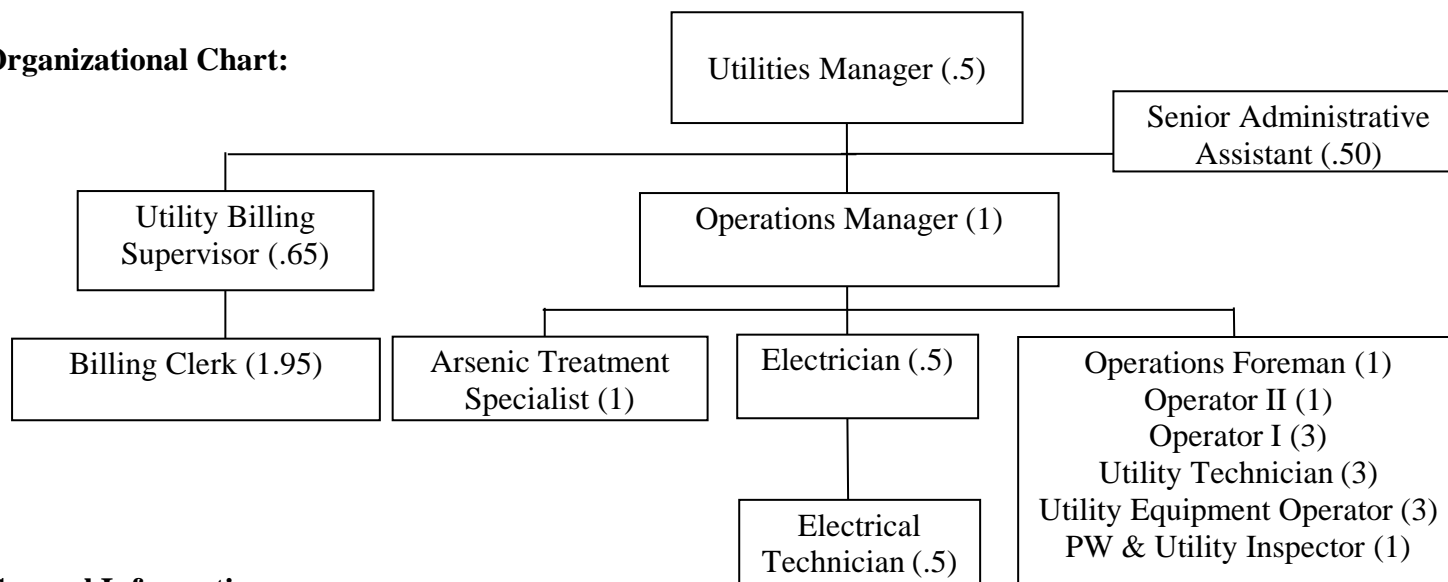 Organizational Chart:
Utilities Manager (.5)
Senior Administrative
Assistant (.50)
Utility Billing
Supervisor (.65)
Operations Manager (1)
Billing Clerk (1.95)
Arsenic Treatment
Specialist (1)
Electrician (.5)
Operations Foreman (1)
Operator II (1)
Operator I (3)
Utility Technician (3)
Utility Equipment Operator (3)
PW & Utility Inspector (1)
Electrical
Technician (.5)